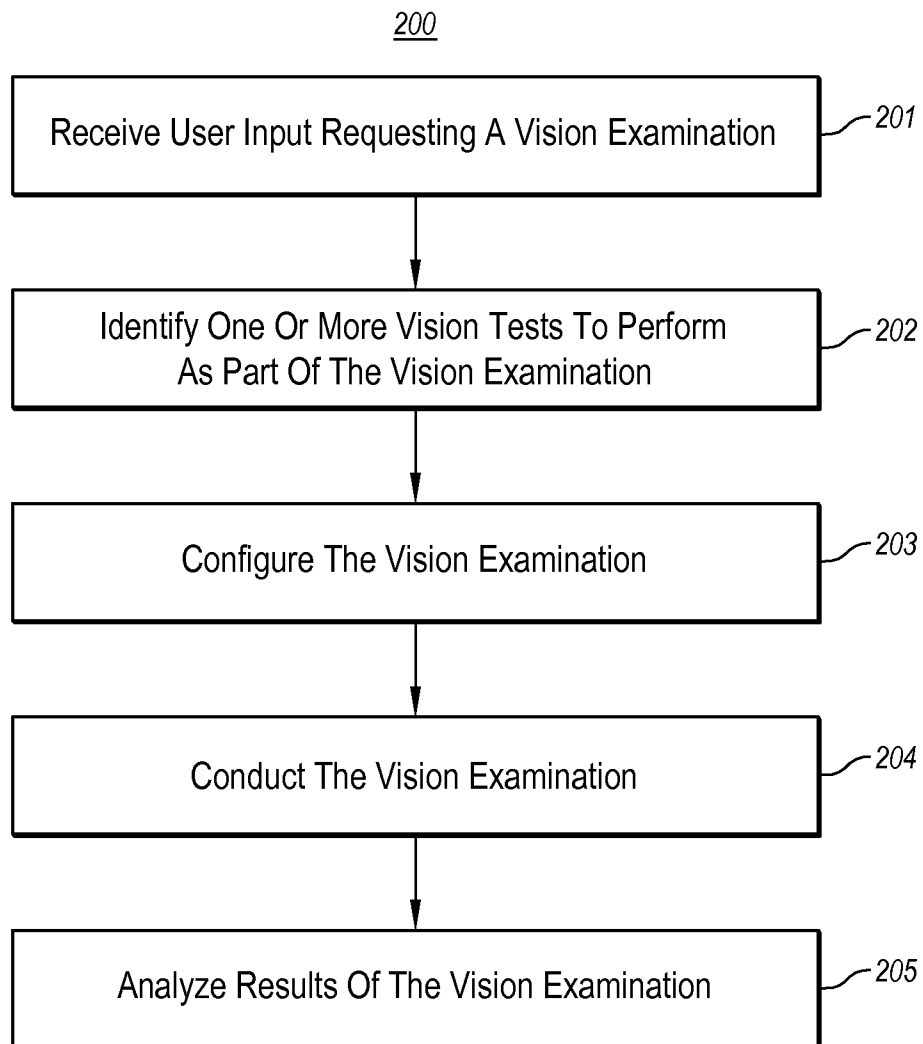 200
Receive User Input Requesting A Vision Examination
201
Identify One Or More Vision Tests To Perform
As Part Of The Vision Examination
202
Configure The Vision Examination
203
Conduct The Vision Examination
204
Analyze Results Of The Vision Examination
205